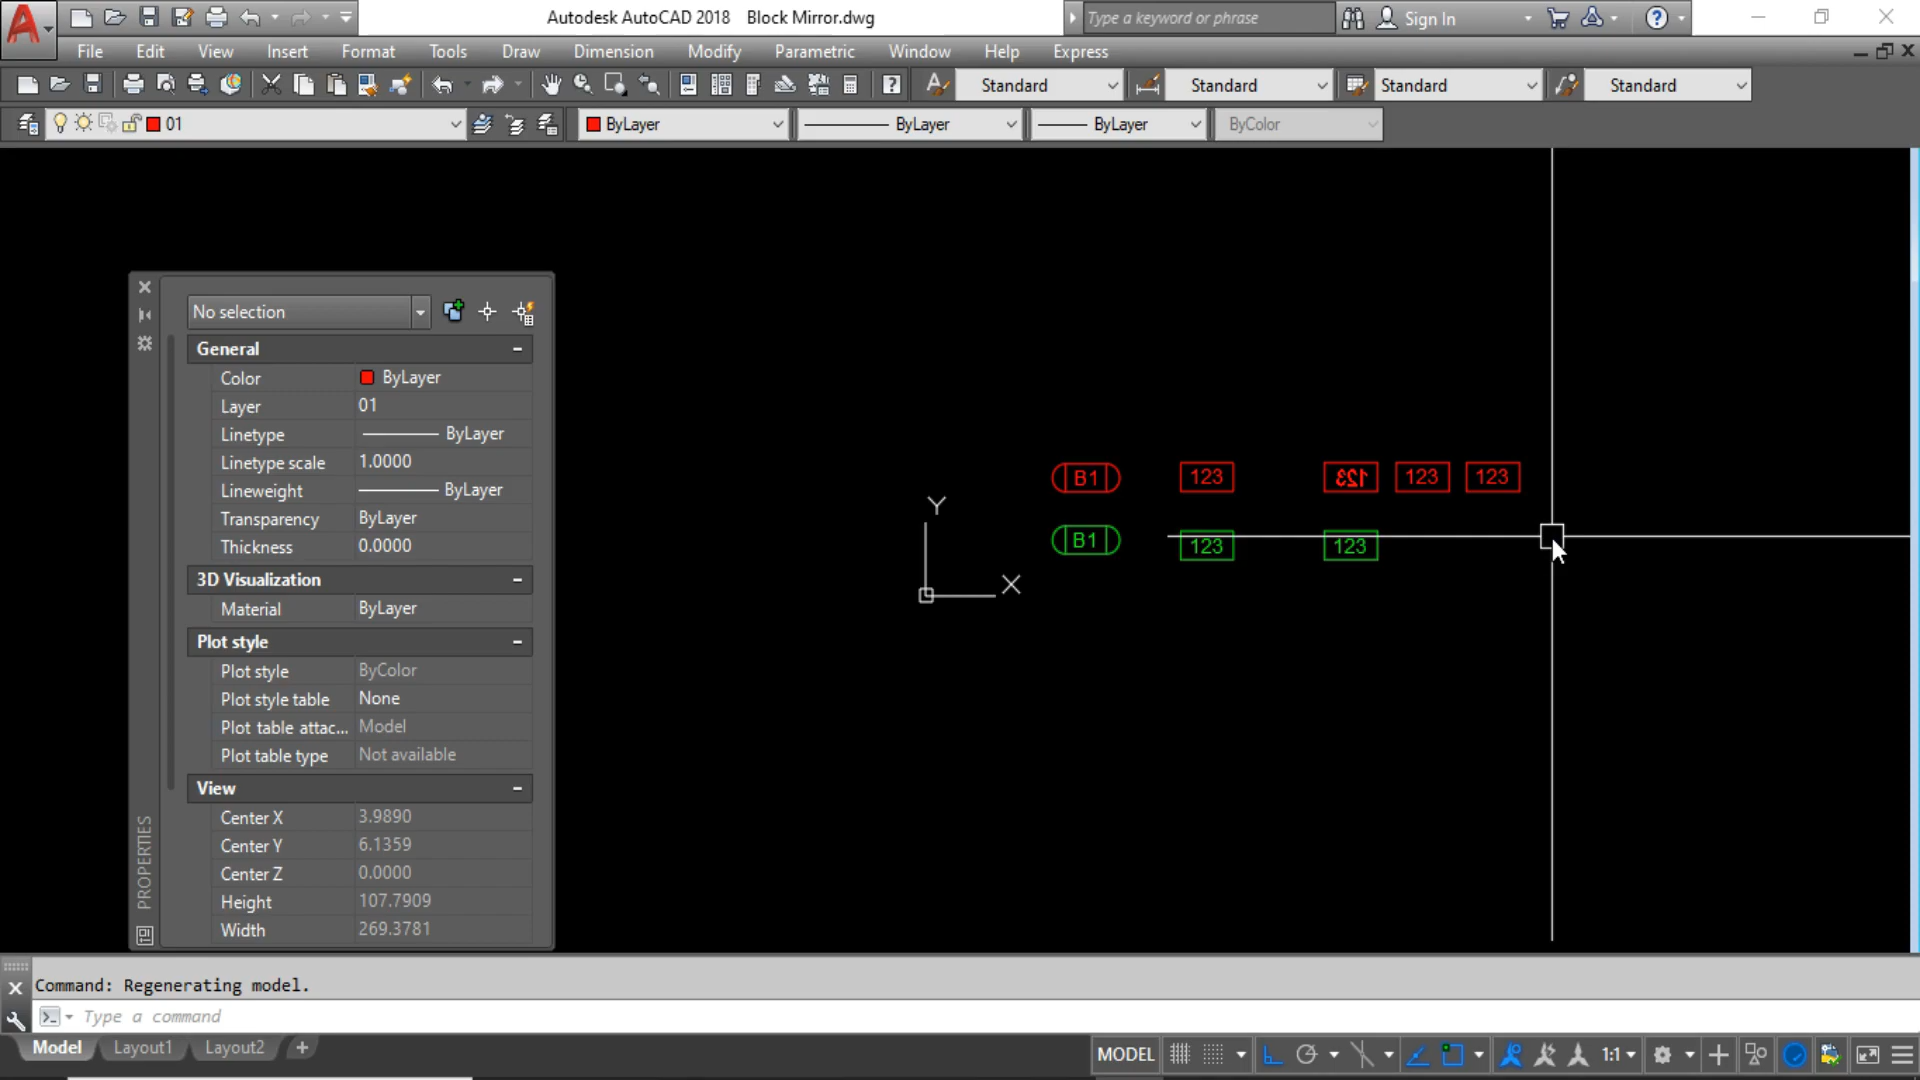 Autodesk AutoCAD 2018 Block Mirror.dwg
Type a keyword or phrase
Sign In
File Edit View Insert Format Tools Draw Dimension Modify Parametric Window Help Express
Standard Standard Standard Standard
01 ByLayer ByLayer ByLayer ByColor
No selection
General
Color ByLayer
Layer 01
Linetype ByLayer
Linetype scale 1.0000
Lineweight ByLayer
Transparency ByLayer
Thickness 0.0000
3D Visualization
Material ByLayer
Plot style
Plot style ByColor
Plot style table None
Plot table attac... Model
Plot table type Not available
View
Center X 3.9890
Center Y 6.1359
Center Z 0.0000
Height 107.7909
Width 269.3781
PROPERTIES
B1 123 123 123 123
B1 123 123
Y
X
Command: Regenerating model.
Type a command
Model Layout1 Layout2
MODEL 1:1